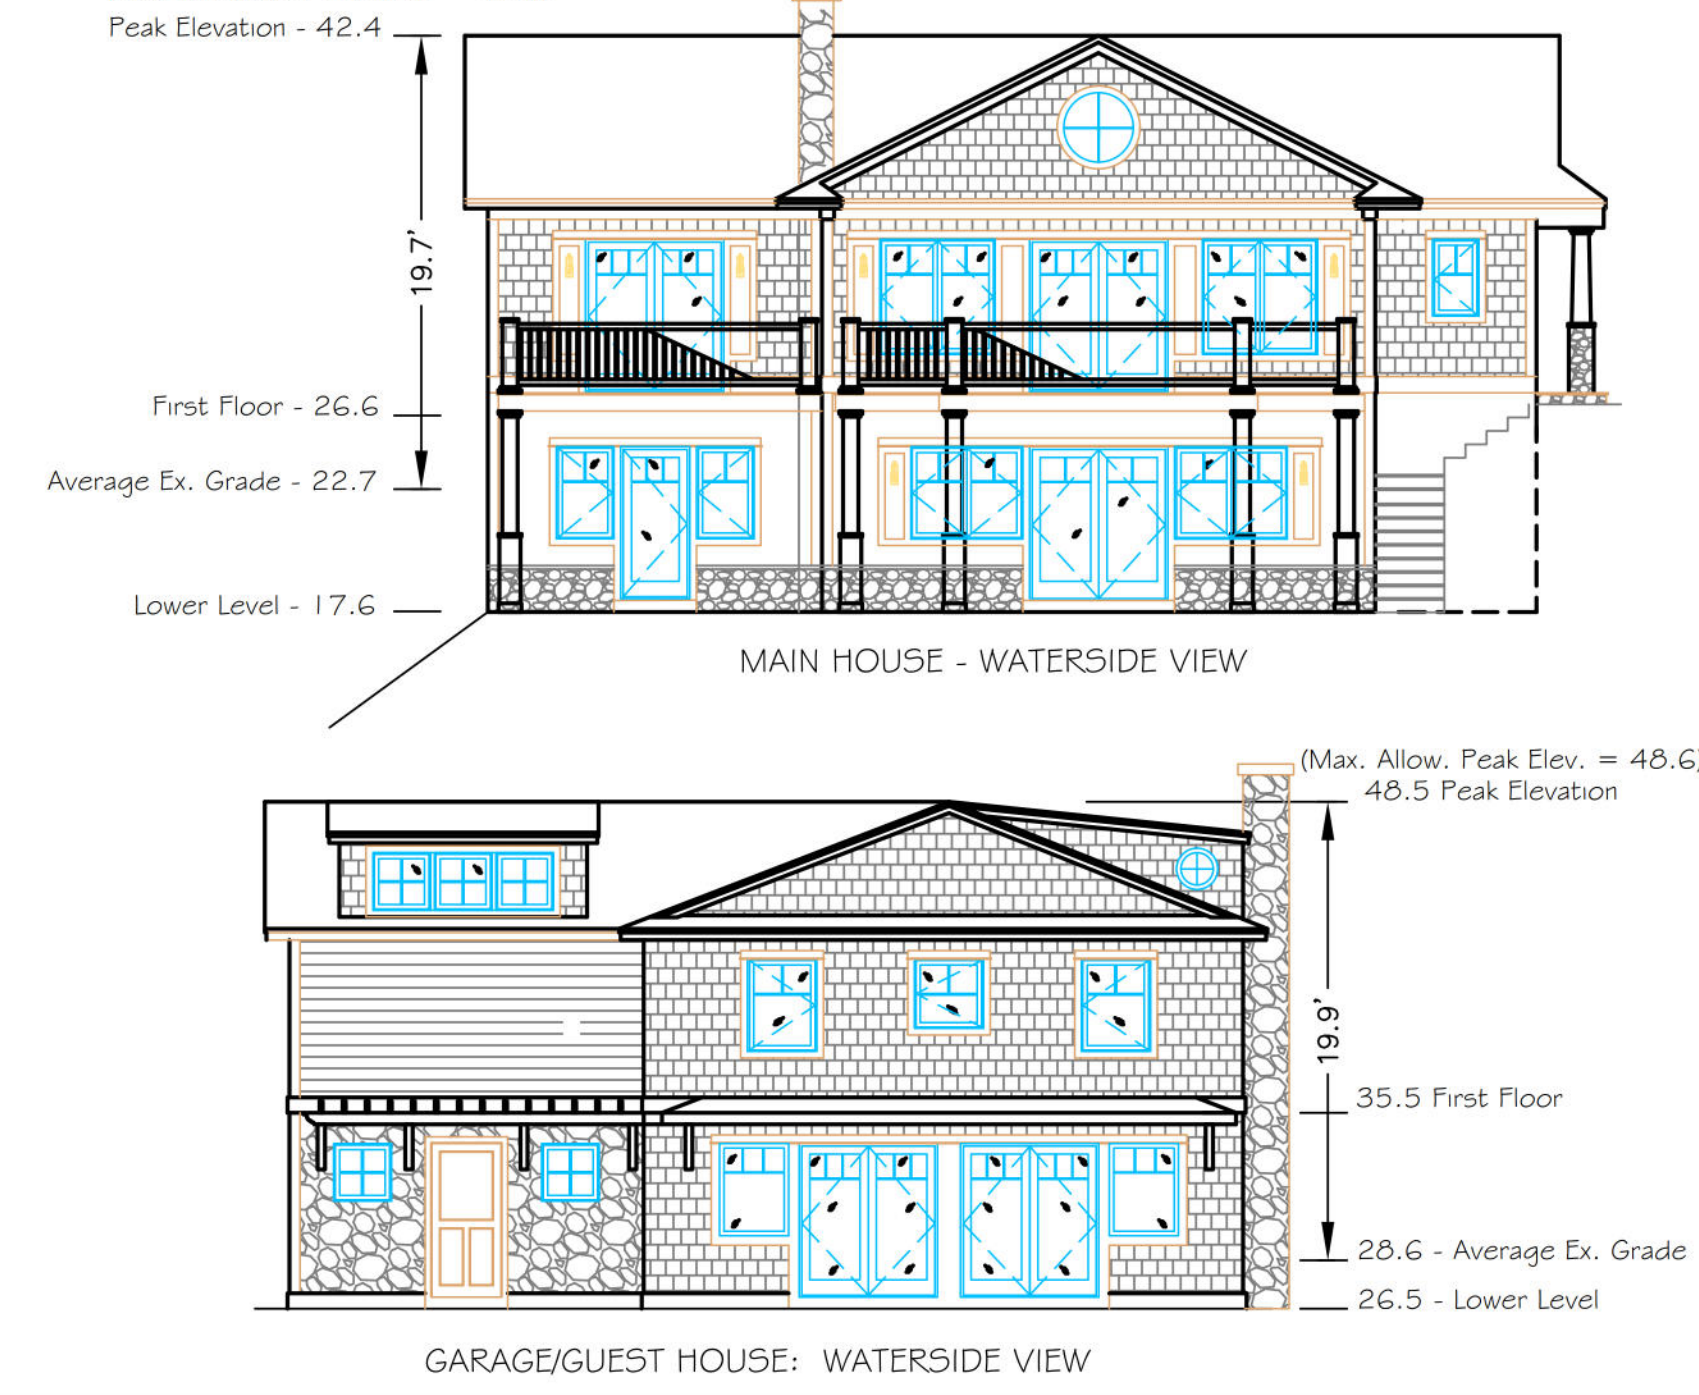 Peak Elevation - 42.4
19.7'
First Floor - 26.6
Average Ex. Grade - 22.7
Lower Level - 17.6
MAIN HOUSE - WATERSIDE VIEW
(Max. Allow. Peak Elev. = 48.6)
48.5 Peak Elevation
19.9'
35.5 First Floor
28.6 - Average Ex. Grade
26.5 - Lower Level
GARAGE/GUEST HOUSE: WATERSIDE VIEW